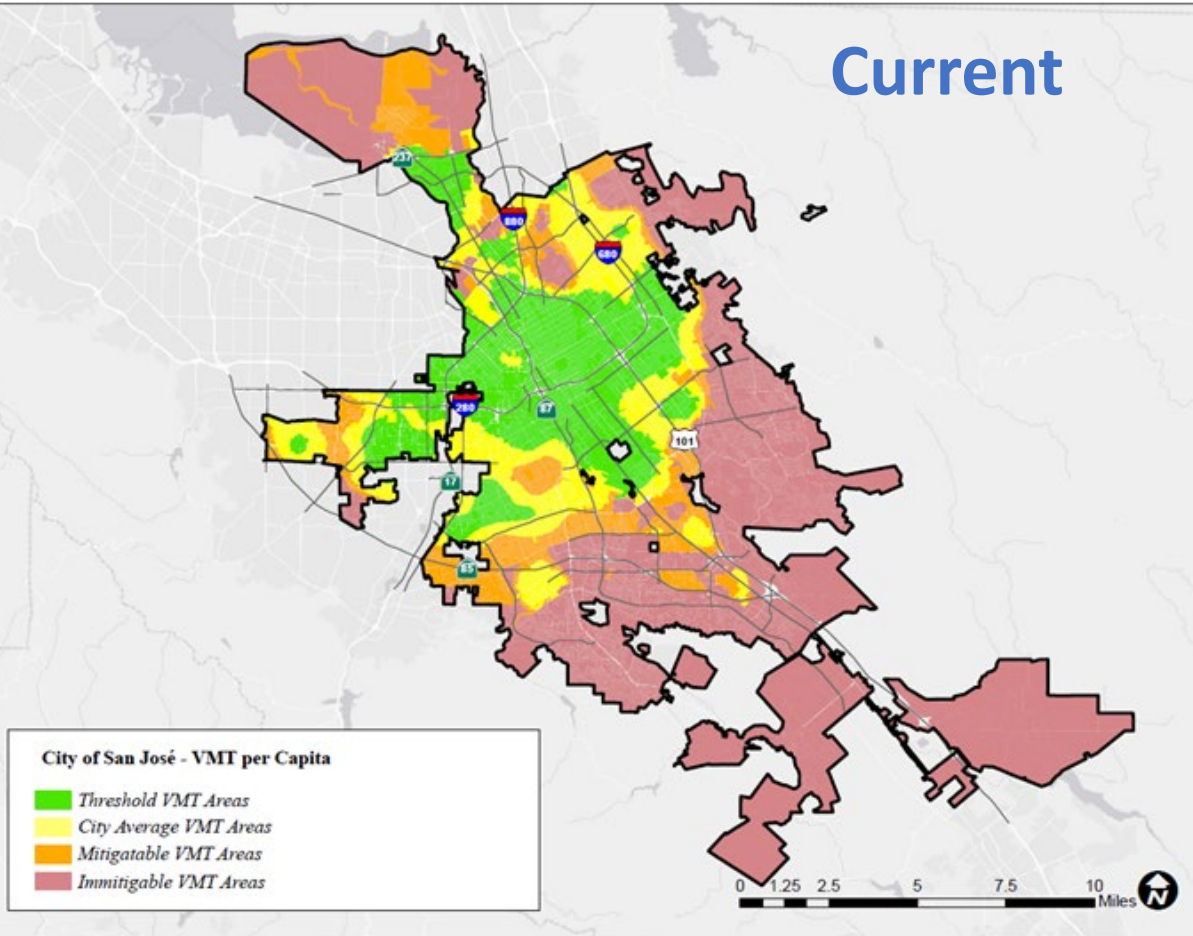 Current
237
880
680
280
87
101
17
85
City of San José - VMT per Capita
Threshold VMT Areas
City Average VMT Areas
Mitigatable VMT Areas
Immitigable VMT Areas
0 1.25 2.5 5 7.5 10
Miles
N